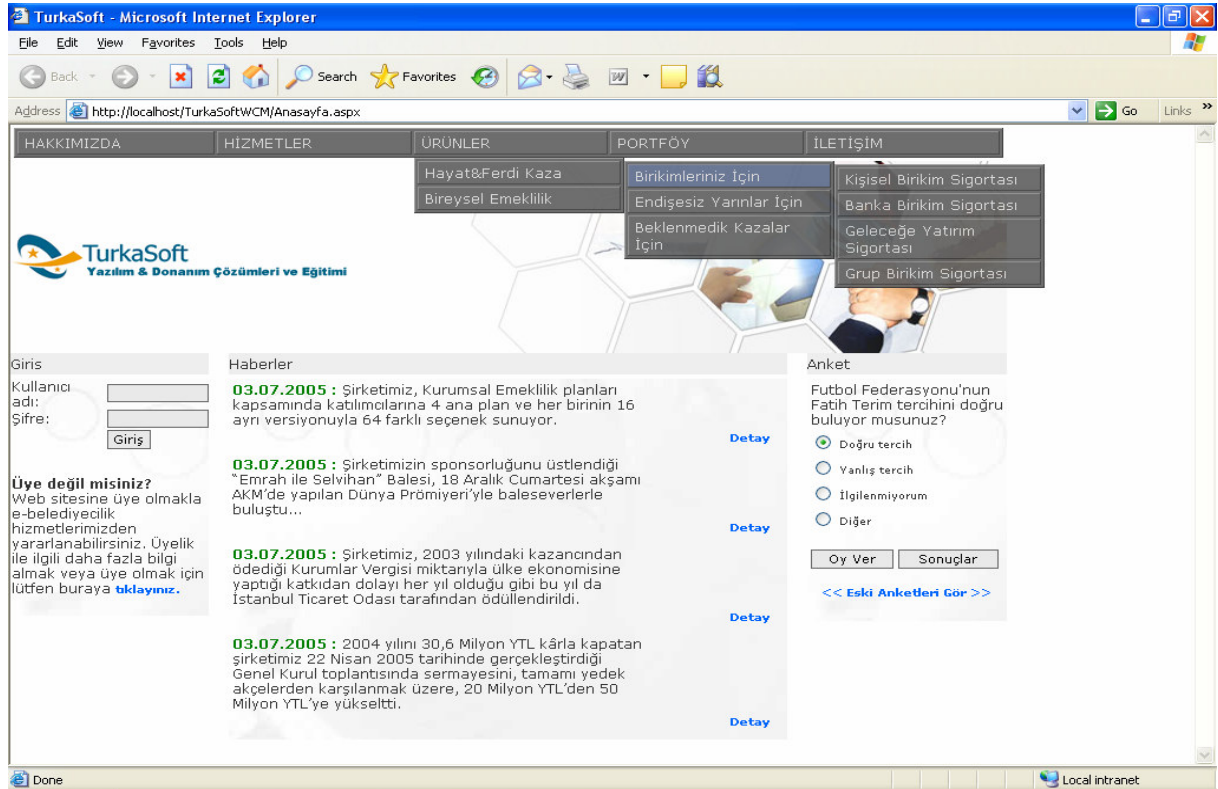 TurkaSoft - Microsoft Internet Explorer
File Edit View Favorites Tools Help
Back Search Favorites
Address http://localhost/TurkaSoftWCM/Anasayfa.aspx Go Links
HAKKIMIZDA HİZMETLER ÜRÜNLER PORTFÖY İLETİŞİM
Hayat&Ferdi Kaza
Bireysel Emeklilik
Birikimleriniz İçin
Endişesiz Yarınlar İçin
Beklenmedik Kazalar
İçin
Kişisel Birikim Sigortası
Banka Birikim Sigortası
Geleceğe Yatırım
Sigortası
Grup Birikim Sigortası
TurkaSoft
Yazılım & Donanım Çözümleri ve Eğitimi
Giris
Kullanıcı
adı:
Şifre:
Giriş
Üye değil misiniz?
Web sitesine üye olmakla
e-belediyecilik
hizmetlerimizden
yararlanabilirsiniz. Üyelik
ile ilgili daha fazla bilgi
almak veya üye olmak için
lütfen buraya tıklayınız.
Haberler
03.07.2005 : Şirketimiz, Kurumsal Emeklilik planları
kapsamında katılımcılarına 4 ana plan ve her birinin 16
ayrı versiyonuyla 64 farklı seçenek sunuyor.
Detay
03.07.2005 : Şirketimizin sponsorluğunu üstlendiği
“Emrah ile Selvihan” Balesi, 18 Aralık Cumartesi akşamı
AKM’de yapılan Dünya Prömiyeri’yle baleseverlerle
buluştu...
Detay
03.07.2005 : Şirketimiz, 2003 yılındaki kazancından
ödediği Kurumlar Vergisi miktarıyla ülke ekonomisine
yaptığı katkıdan dolayı her yıl olduğu gibi bu yıl da
İstanbul Ticaret Odası tarafından ödüllendirildi.
Detay
03.07.2005 : 2004 yılını 30,6 Milyon YTL kârla kapatan
şirketimiz 22 Nisan 2005 tarihinde gerçekleştirdiği
Genel Kurul toplantısında sermayesini, tamamı yedek
akçelerden karşılanmak üzere, 20 Milyon YTL’den 50
Milyon YTL’ye yükseltti.
Detay
Anket
Futbol Federasyonu'nun
Fatih Terim tercihini doğru
buluyor musunuz?
Doğru tercih
Yanlış tercih
İlgilenmiyorum
Diğer
Oy Ver Sonuçlar
<< Eski Anketleri Gör >>
Done Local intranet